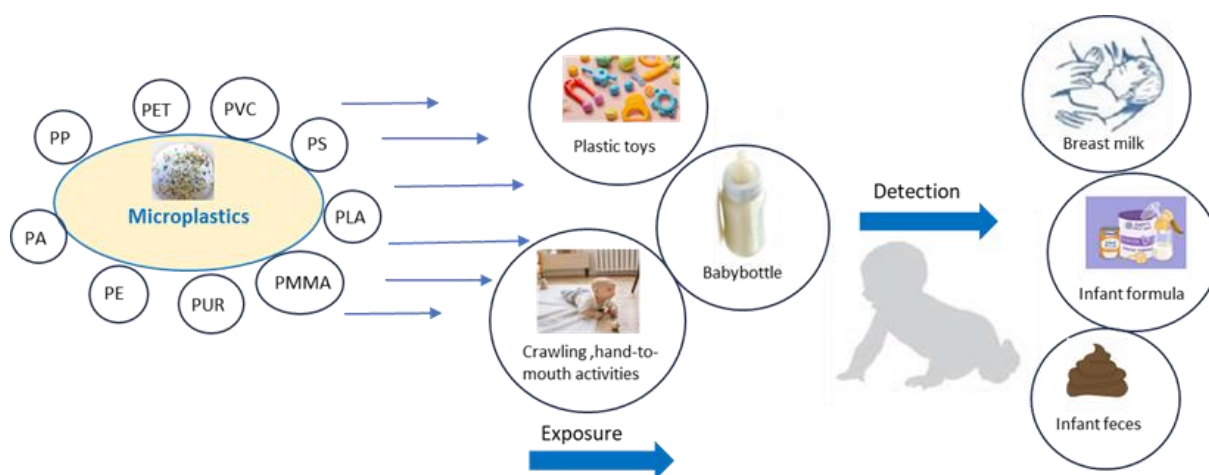 PP
PET
PVC
PS
PA
Microplastics
PLA
PE
PUR
PMMA
Plastic toys
Babybottle
Crawling ,hand-to-
mouth activities
Exposure
Detection
Breast milk
Infant formula
Infant feces